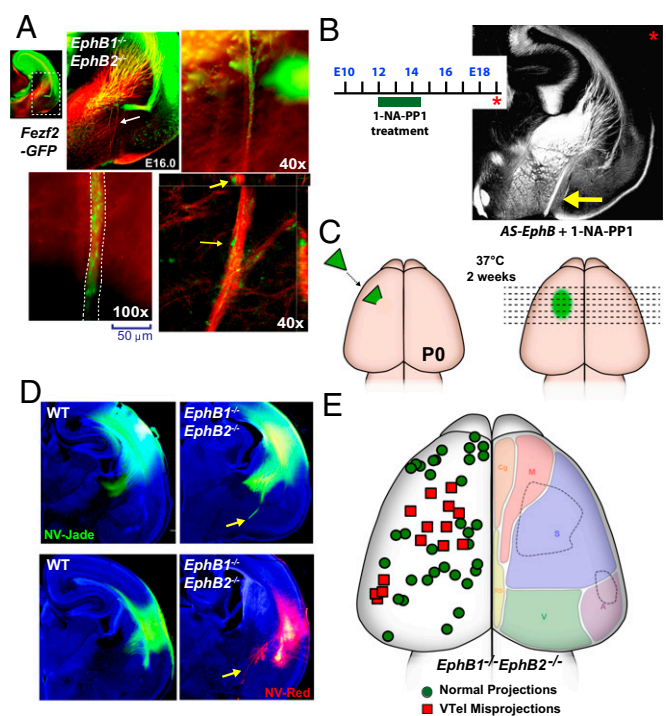 A
Fezf2
-GFP
EphB1-/-
EphB2-/-
E16.0
40x
100x
50 µm
40x
B
E10 12 14 E18
*
1-NA-PP1
treatment
*
AS-EphB + 1-NA-PP1
C
P0
37°C
2 weeks
D
WT
NV-Jade
EphB1-/-
EphB2-/-
WT
EphB1-/-
EphB2-/-
NV-Red
E
Cg
M
S
V
A
EphB1-/-EphB2-/-
Normal Projections
VTel Misprojections